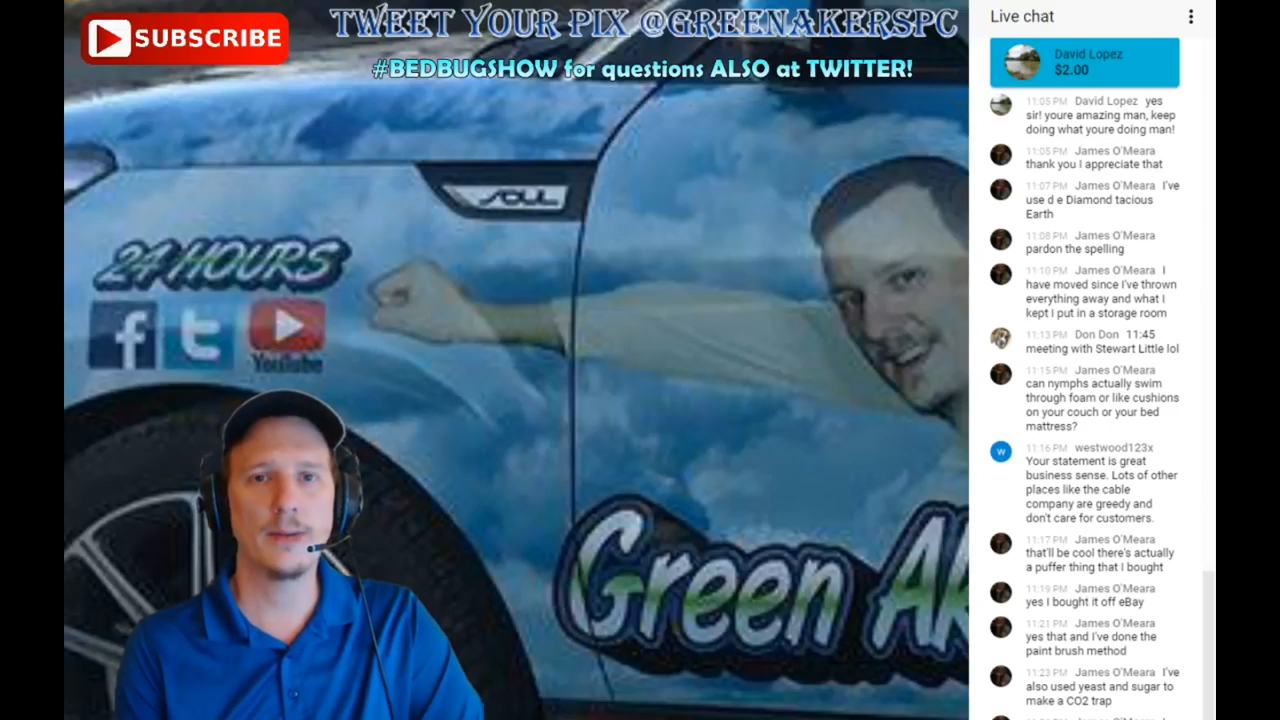 SUBSCRIBE
TWEET YOUR PIX @GREENAKERSPC
#BEDBUGSHOW for questions ALSO at TWITTER!
SOUL
24 HOURS
f t YouTube
Green Ak
Live chat
David Lopez
$2.00
11:05 PM David Lopez yes
sir! youre amazing man, keep
doing what youre doing man!
11:05 PM James O'Meara
thank you I appreciate that
11:07 PM James O'Meara I've
use d e Diamond tacious
Earth
11:08 PM James O'Meara
pardon the spelling
11:10 PM James O'Meara I
have moved since I've thrown
everything away and what I
kept I put in a storage room
11:13 PM Don Don 11:45
meeting with Stewart Little lol
11:15 PM James O'Meara
can nymphs actually swim
through foam or like cushions
on your couch or your bed
mattress?
W
11:16 PM westwood123x
Your statement is great
business sense. Lots of other
places like the cable
company are greedy and
don't care for customers.
11:17 PM James O'Meara
that'll be cool there's actually
a puffer thing that I bought
11:19 PM James O'Meara
yes I bought it off eBay
11:21 PM James O'Meara
yes that and I've done the
paint brush method
11:23 PM James O'Meara I've
also used yeast and sugar to
make a CO2 trap